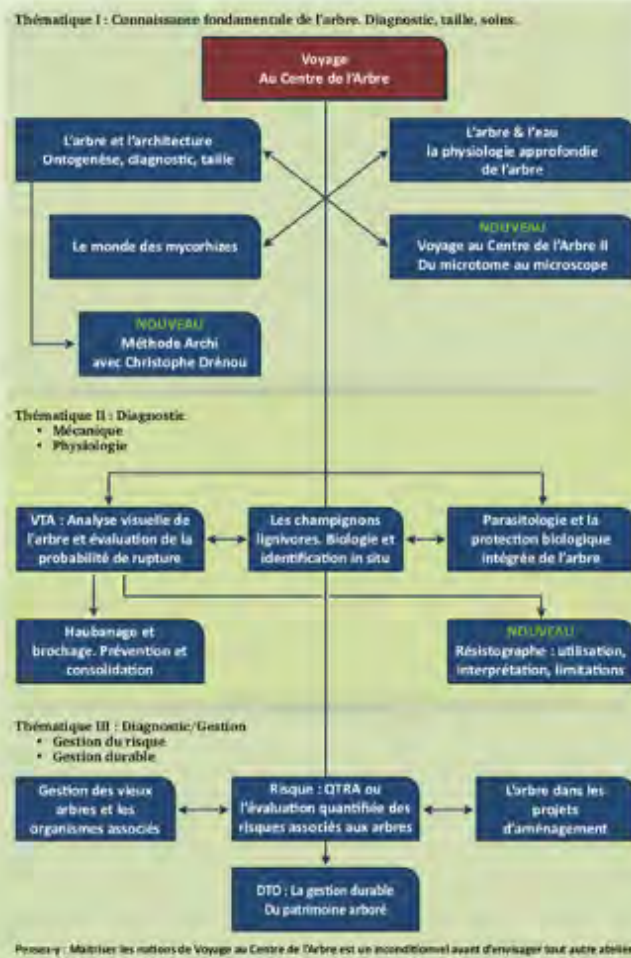 Thématique I : Connaissance fondamentale de l'arbre. Diagnostic, taille, soins.
Voyage
Au Centre de l'Arbre
L'arbre et l'architecture
Ontogenèse, diagnostic, taille
L'arbre & l'eau
la physiologie approfondie
de l'arbre
Le monde des mycorhizes
NOUVEAU
Voyage au Centre de l'Arbre II
Du microtome au microscope
NOUVEAU
Méthode Archi
avec Christophe Drénou
Thématique II : Diagnostic
• Mécanique
• Physiologie
VTA : Analyse visuelle de
l'arbre et évaluation de la
probabilité de rupture
Les champignons
lignivores. Biologie et
identification in situ
Parasitologie et la
protection biologique
intégrée de l'arbre
Haubanage et
brochage. Prévention et
consolidation
NOUVEAU
Résistographe : utilisation,
interprétation, limitations
Thématique III : Diagnostic/Gestion
• Gestion du risque
• Gestion durable
Gestion des vieux
arbres et les
organismes associés
Risque : QTRA ou
l'évaluation quantifiée des
risques associés aux arbres
L'arbre dans les
projets
d'aménagement
DTD : La gestion durable
Du patrimoine arboré
Pensez-y : Maitriser les notions de Voyage au Centre de l'Arbre est un inconditionnel avant d'envisager tout autre atelier